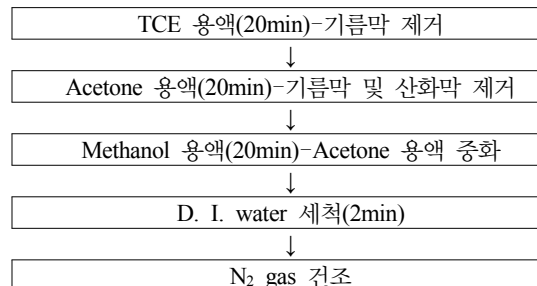 TCE 용액(20min)-기름막 제거
↓
Acetone 용액(20min)-기름막 및 산화막 제거
↓
Methanol 용액(20min)-Acetone 용액 중화
↓
D. I. water 세척(2min)
↓
N₂ gas 건조